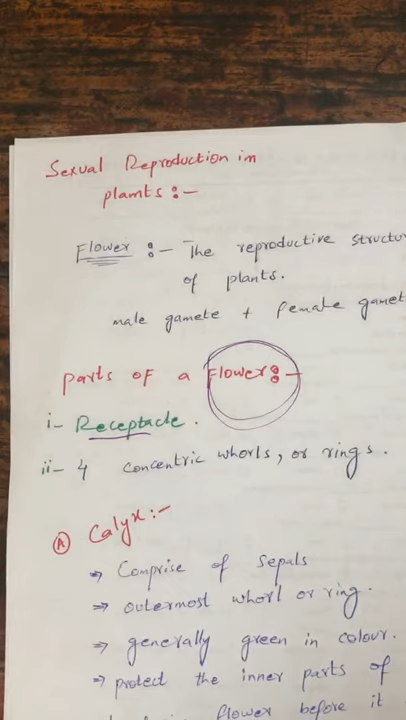 Sexual Reproduction in
plants :-
Flower :- The reproductive structur
of plants.
male gamete + female gamet
Parts of a Flower :-
i- Receptacle.
ii- 4 concentric whorls, or rings.
A Calyx :-
⇒ Comprise of Sepals
⇒ outermost whorl or ring.
⇒ generally green in colour.
⇒ protect the inner parts of
flower before it